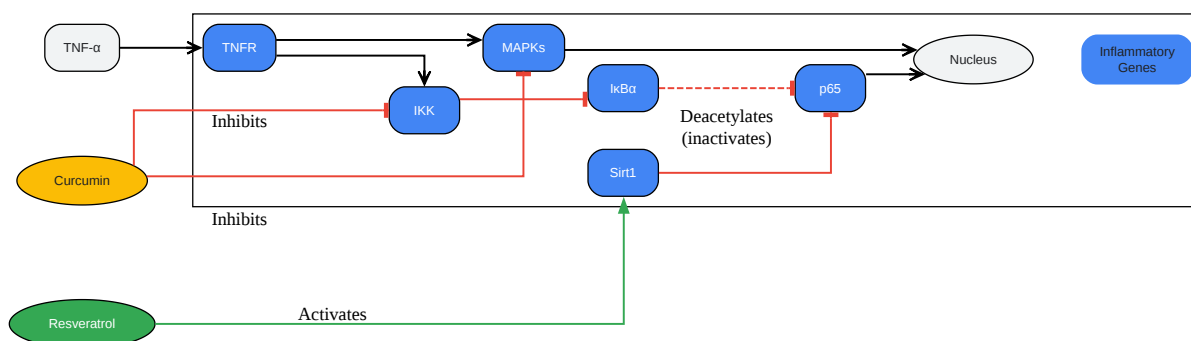 TNF-α
TNFR
MAPKs
Nucleus
Inflammatory
Genes
IκBα
p65
IKK
Deacetylates
(inactivates)
Inhibits
Sirt1
Curcumin
Inhibits
Activates
Resveratrol